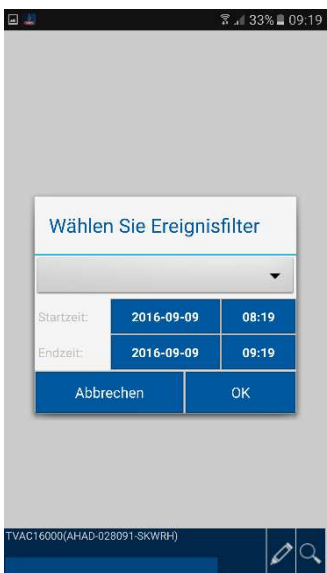 33% 09:19
Wählen Sie Ereignisfilter
Startzeit: 2016-09-09 08:19
Endzeit: 2016-09-09 09:19
Abbrechen OK
TVAC16000(AHAD-028091-SKWRH)